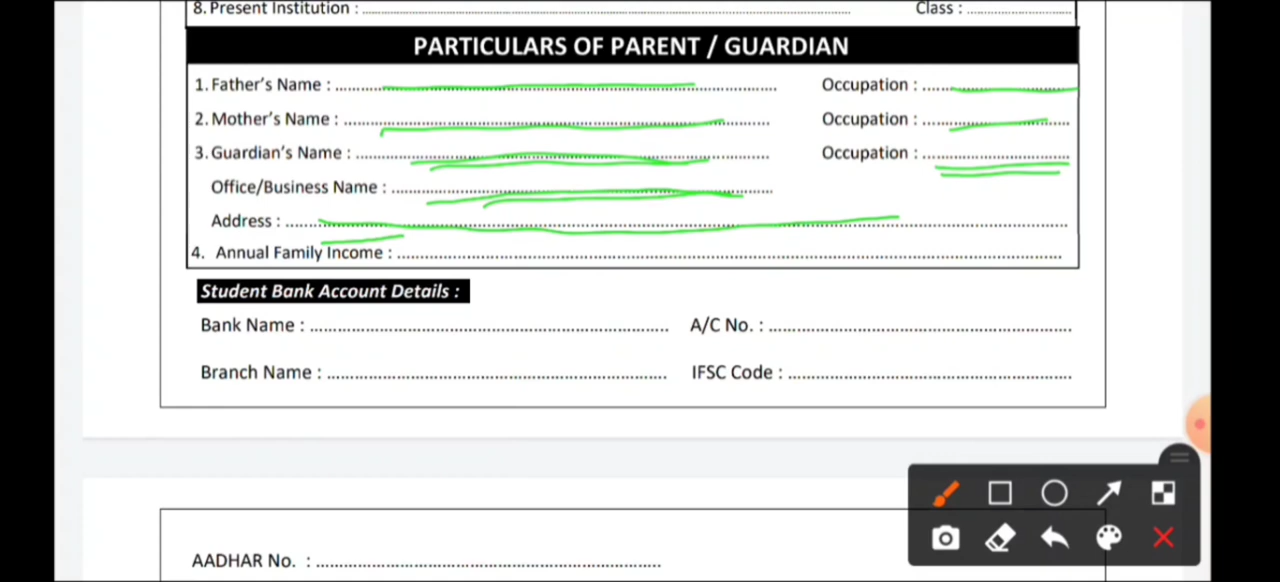 8. Present Institution : .................... Class : ....................
PARTICULARS OF PARENT / GUARDIAN
1. Father's Name : .................... Occupation : ....................
2. Mother's Name : .................... Occupation : ....................
3. Guardian's Name : .................... Occupation : ....................
Office/Business Name : ....................
Address : ....................
4. Annual Family Income : ....................
Student Bank Account Details :
Bank Name : .................... A/C No. : ....................
Branch Name : .................... IFSC Code : ....................
AADHAR No. : ....................